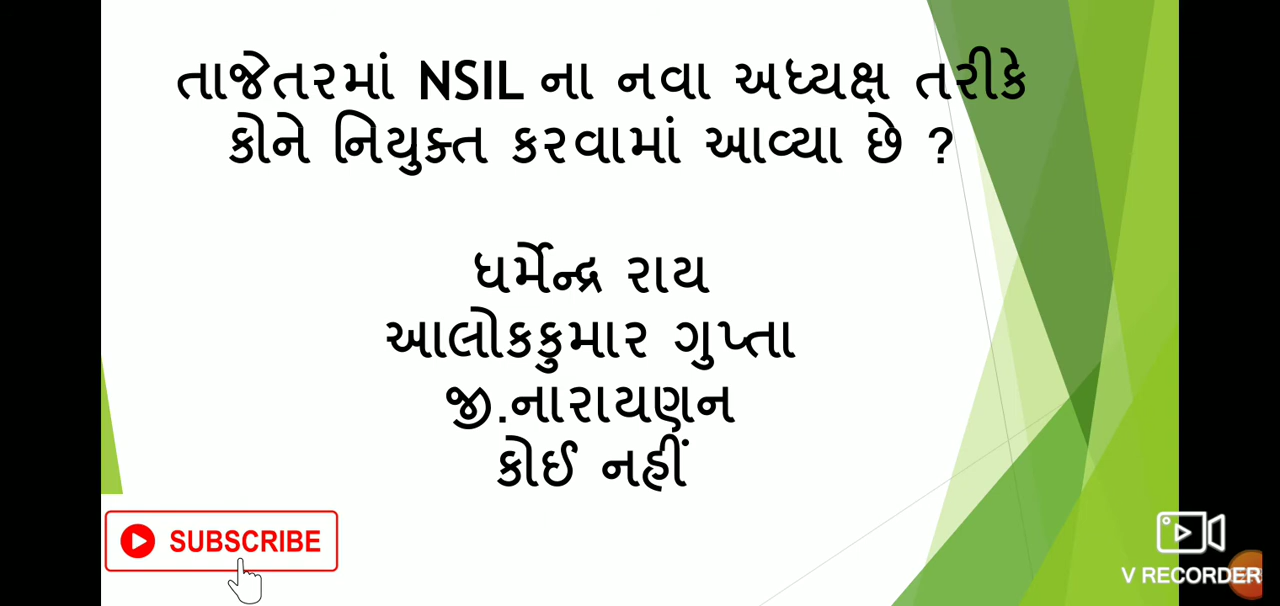 તાજેતરમાં NSIL ના નવા અધ્યક્ષ તરીકે
કોને નિયુક્ત કરવામાં આવ્યા છે ?
ધર્મેન્દ્ર રાય
આલોકકુમાર ગુપ્તા
જી.નારાયણન
કોઈ નહીં
SUBSCRIBE
V RECORDER